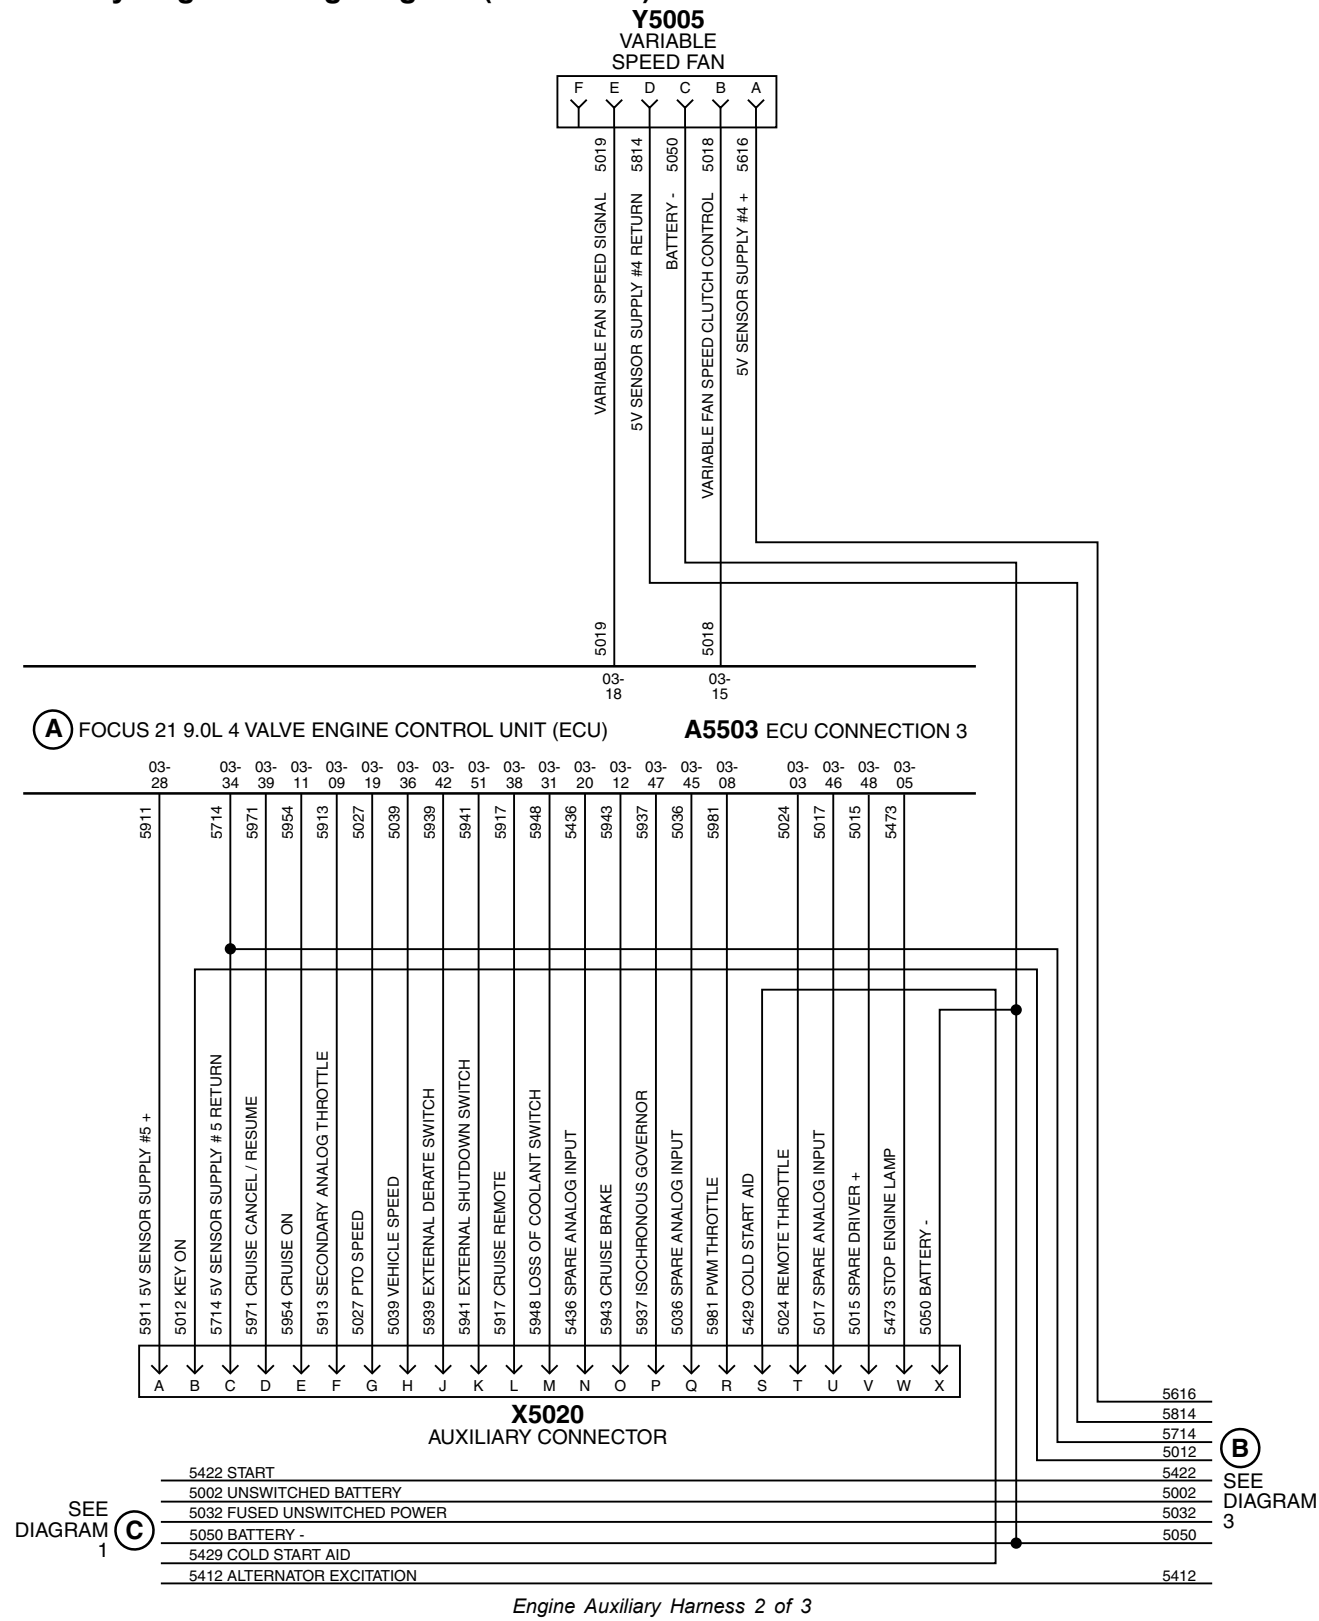 Y5005
VARIABLE
SPEED FAN
F E D C B A
5019
5814
5050
5018
5616
VARIABLE FAN SPEED SIGNAL
5V SENSOR SUPPLY #4 RETURN
BATTERY -
VARIABLE FAN SPEED CLUTCH CONTROL
5V SENSOR SUPPLY #4 +
5019
5018
03-
18
03-
15
A FOCUS 21 9.0L 4 VALVE ENGINE CONTROL UNIT (ECU)
A5503 ECU CONNECTION 3
03- 03- 03- 03- 03- 03- 03- 03- 03- 03- 03- 03- 03- 03- 03- 03- 03- 03- 03- 03-
28 34 39 11 09 19 36 42 51 38 31 20 12 47 45 08 03 46 48 05
5911
5714
5971
5954
5913
5027
5039
5939
5941
5917
5948
5436
5943
5937
5036
5981
5024
5017
5015
5473
5911 5V SENSOR SUPPLY #5 +
5012 KEY ON
5714 5V SENSOR SUPPLY # 5 RETURN
5971 CRUISE CANCEL / RESUME
5954 CRUISE ON
5913 SECONDARY ANALOG THROTTLE
5027 PTO SPEED
5039 VEHICLE SPEED
5939 EXTERNAL DERATE SWITCH
5941 EXTERNAL SHUTDOWN SWITCH
5917 CRUISE REMOTE
5948 LOSS OF COOLANT SWITCH
5436 SPARE ANALOG INPUT
5943 CRUISE BRAKE
5937 ISOCHRONOUS GOVERNOR
5036 SPARE ANALOG INPUT
5981 PWM THROTTLE
5429 COLD START AID
5024 REMOTE THROTTLE
5017 SPARE ANALOG INPUT
5015 SPARE DRIVER +
5473 STOP ENGINE LAMP
5050 BATTERY -
A B C D E F G H J K L M N O P Q R S T U V W X
X5020
AUXILIARY CONNECTOR
5616
5814
5714
5012
5422 START
5422
5002 UNSWITCHED BATTERY
5002
5032 FUSED UNSWITCHED POWER
5032
5050 BATTERY -
5050
5429 COLD START AID
5412 ALTERNATOR EXCITATION
5412
SEE
DIAGRAM
1
C
B
SEE
DIAGRAM
3
Engine Auxiliary Harness 2 of 3